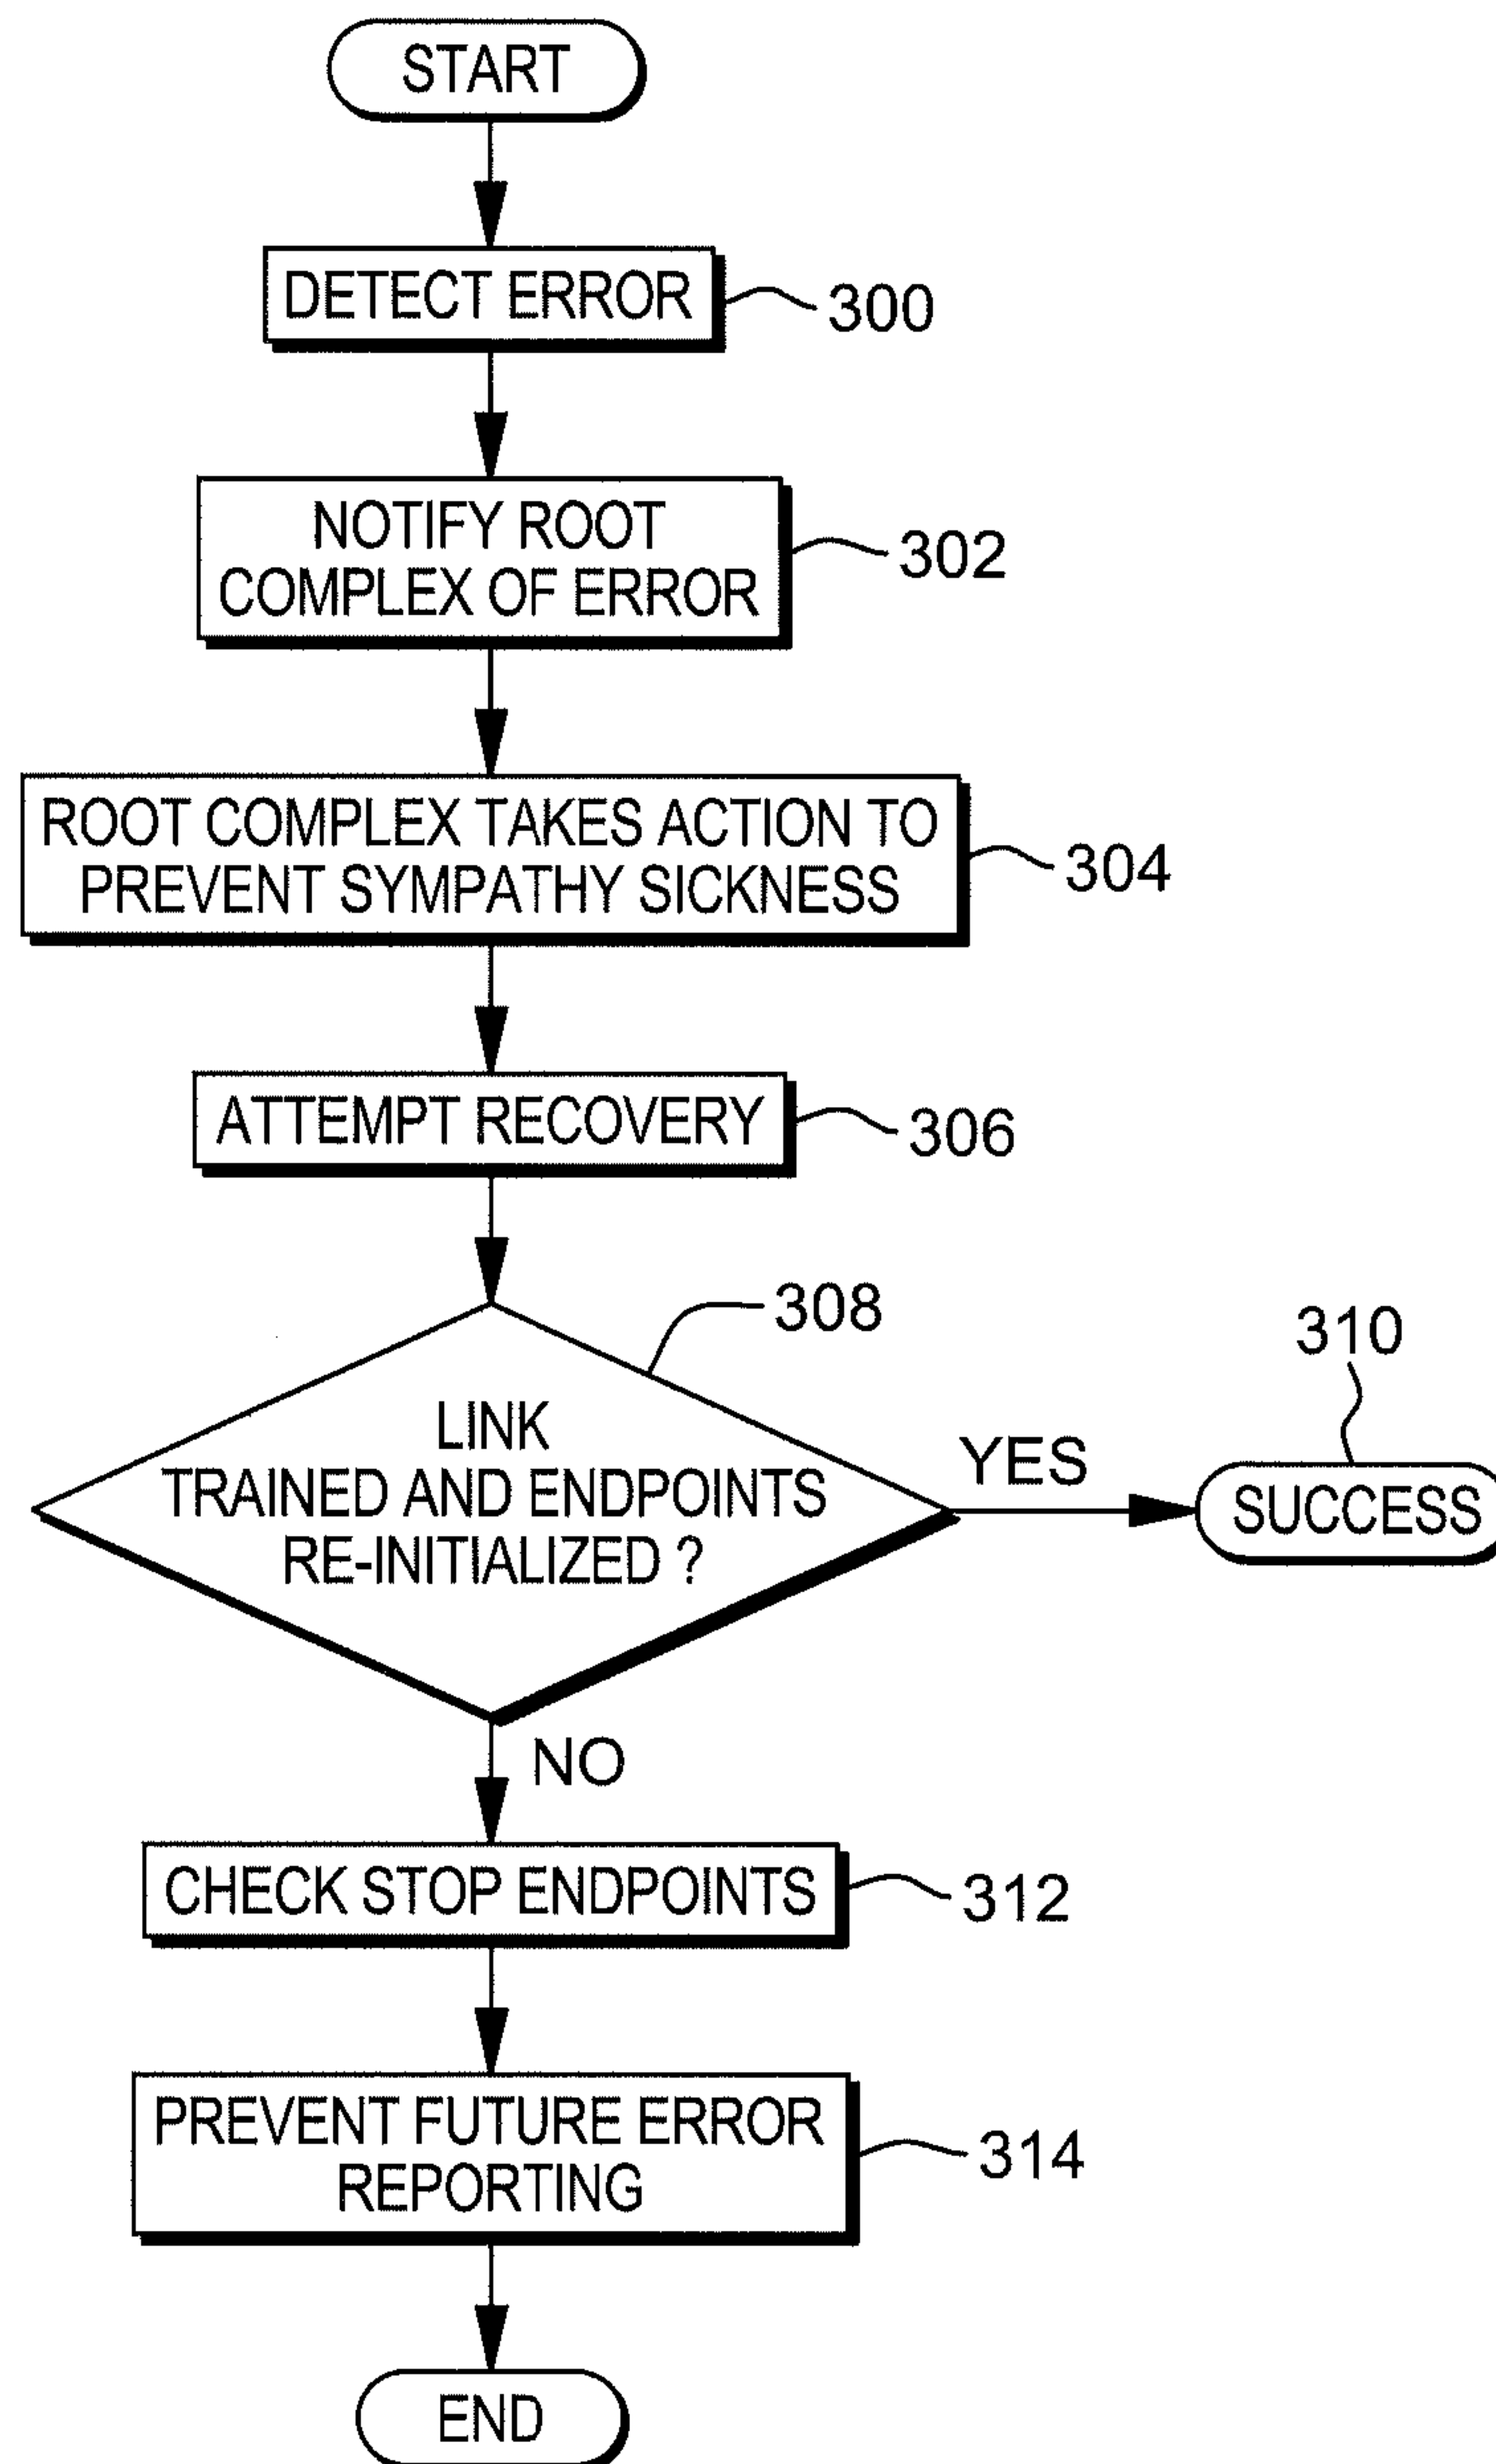 START
DETECT ERROR
300
NOTIFY ROOT
COMPLEX OF ERROR
302
ROOT COMPLEX TAKES ACTION TO
PREVENT SYMPATHY SICKNESS
304
ATTEMPT RECOVERY
306
308
LINK
TRAINED AND ENDPOINTS
RE-INITIALIZED ?
YES
310
SUCCESS
NO
CHECK STOP ENDPOINTS
312
PREVENT FUTURE ERROR
REPORTING
314
END